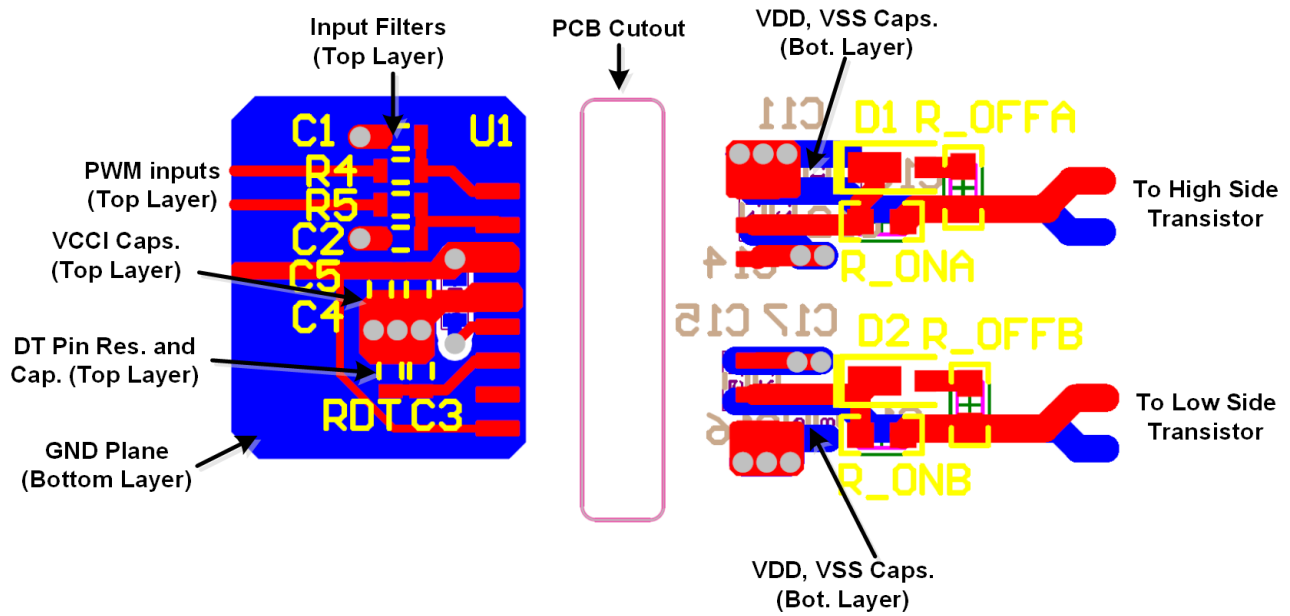 Input Filters
(Top Layer)
PCB Cutout
VDD, VSS Caps.
(Bot. Layer)
C1
U1
C11
D1 R_OFFA
PWM inputs
(Top Layer)
R4
R5
To High Side
Transistor
VCCI Caps.
(Top Layer)
C2
C5
C4
C14
R_ONA
C15 C17
D2 R_OFFB
DT Pin Res. and
Cap. (Top Layer)
RDT C3
To Low Side
Transistor
GND Plane
(Bottom Layer)
R_ONB
VDD, VSS Caps.
(Bot. Layer)